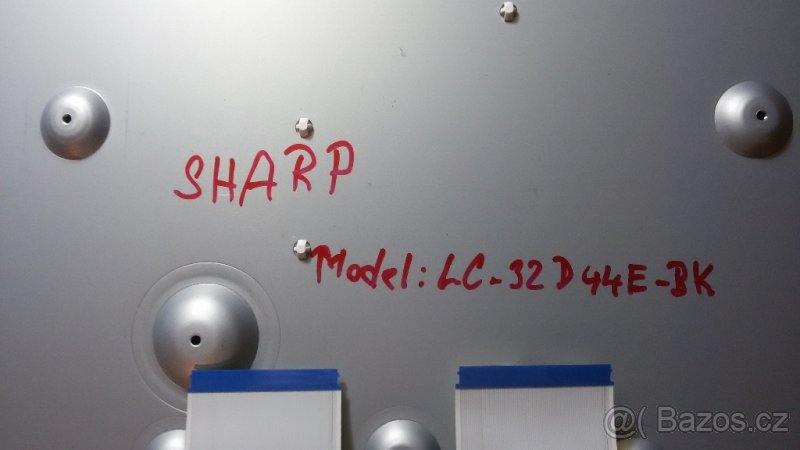 SHARP
Model: LC-32D44E-BK
@( Bazos.cz